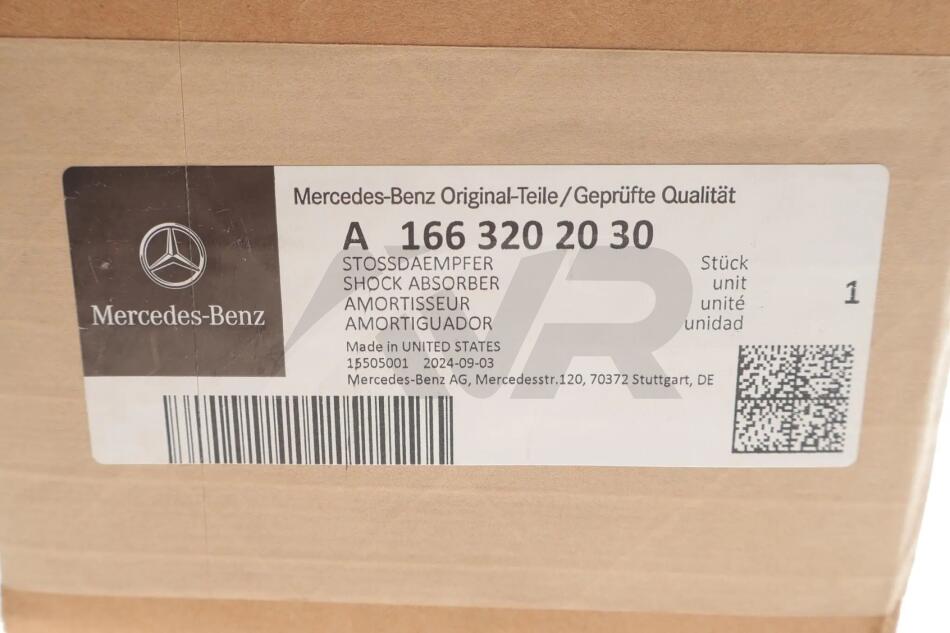 Mercedes-Benz Original-Teile/Geprüfte Qualität
A 166 320 20 30
STOSSDAEMPFER Stück
SHOCK ABSORBER unit
AMORTISSEUR unité
AMORTIGUADOR unidad
1
Mercedes-Benz
Made in UNITED STATES
15505001 2024-09-03
Mercedes-Benz AG, Mercedesstr.120, 70372 Stuttgart, DE